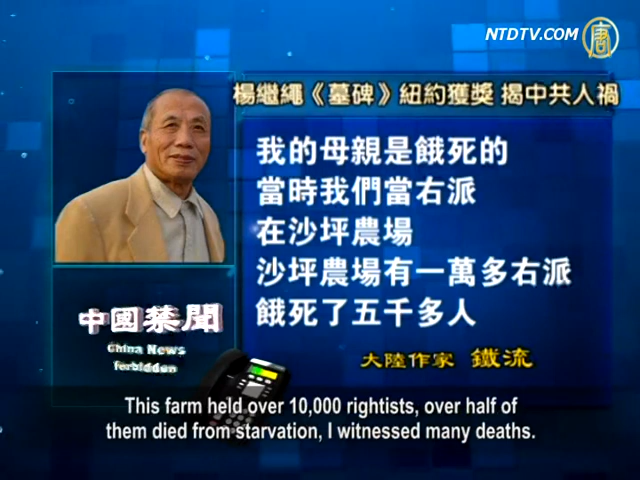 NTDTV.COM
唐
楊繼繩《墓碑》紐約獲獎 揭中共人禍
我的母親是餓死的
當時我們當右派
在沙坪農場
沙坪農場有一萬多右派
餓死了五千多人
大陸作家 鐵流
中國禁聞
China News
forbidden
This farm held over 10,000 rightists, over half of
them died from starvation, I witnessed many deaths.